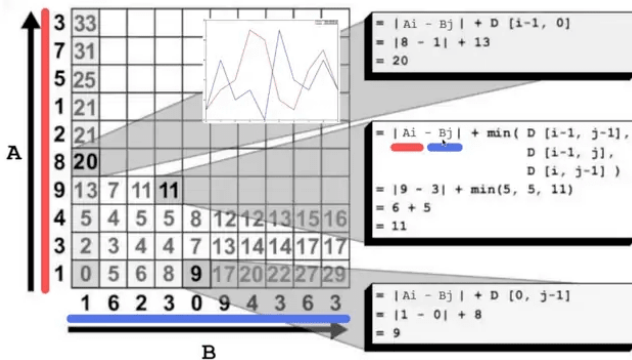 3 33
7 31
5 25
1 21
2 21
8 20
9 13 7 11 11
4 5 4 5 5 8 12 12 13 15 16
3 2 3 4 4 7 13 14 14 17 17
1 0 5 6 8 9 17 20 22 27 29
1 6 2 3 0 9 4 3 6 3
A
B
= | Ai - Bj | + D [i-1, 0]
= |8 - 1| + 13
= 20
= | Ai - Bj | + min( D [i-1, j-1],
D [i-1, j],
D [i, j-1] )
= |9 - 3| + min(5, 5, 11)
= 6 + 5
= 11
= | Ai - Bj | + D [0, j-1]
= |1 - 0| + 8
= 9